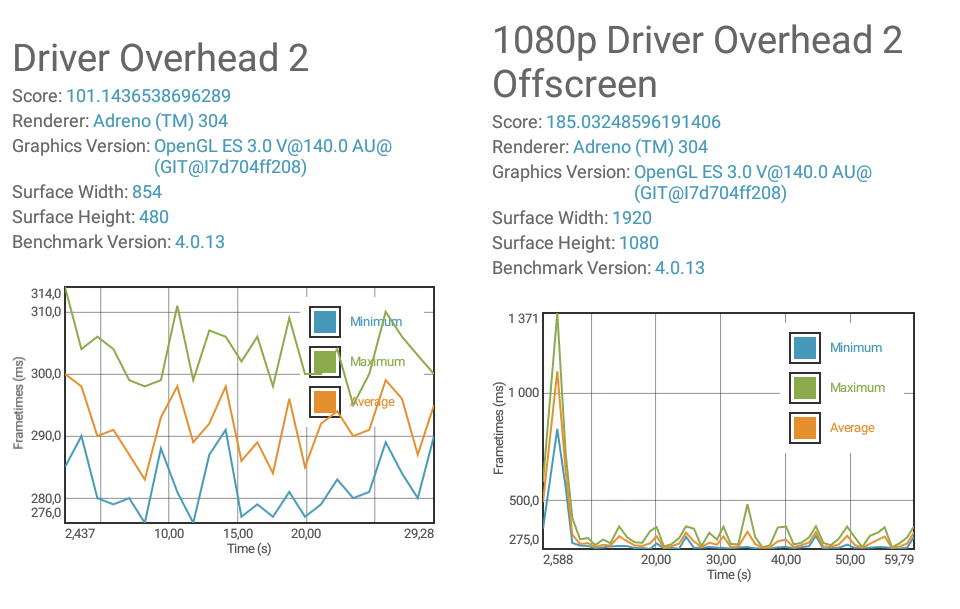 Driver Overhead 2
Score: 101.1436538696289
Renderer: Adreno (TM) 304
Graphics Version: OpenGL ES 3.0 V@140.0 AU@
(GIT@I7d704ff208)
Surface Width: 854
Surface Height: 480
Benchmark Version: 4.0.13
314,0
310,0
300,0
290,0
280,0
276,0
Frametimes (ms)
Minimum
Maximum
Average
2,437
10,00
15,00
20,00
29,28
Time (s)
1080p Driver Overhead 2
Offscreen
Score: 185.03248596191406
Renderer: Adreno (TM) 304
Graphics Version: OpenGL ES 3.0 V@140.0 AU@
(GIT@I7d704ff208)
Surface Width: 1920
Surface Height: 1080
Benchmark Version: 4.0.13
1 371
1 000
500,0
275,0
Frametimes (ms)
Minimum
Maximum
Average
2,588
20,00
30,00
40,00
50,00
59,79
Time (s)